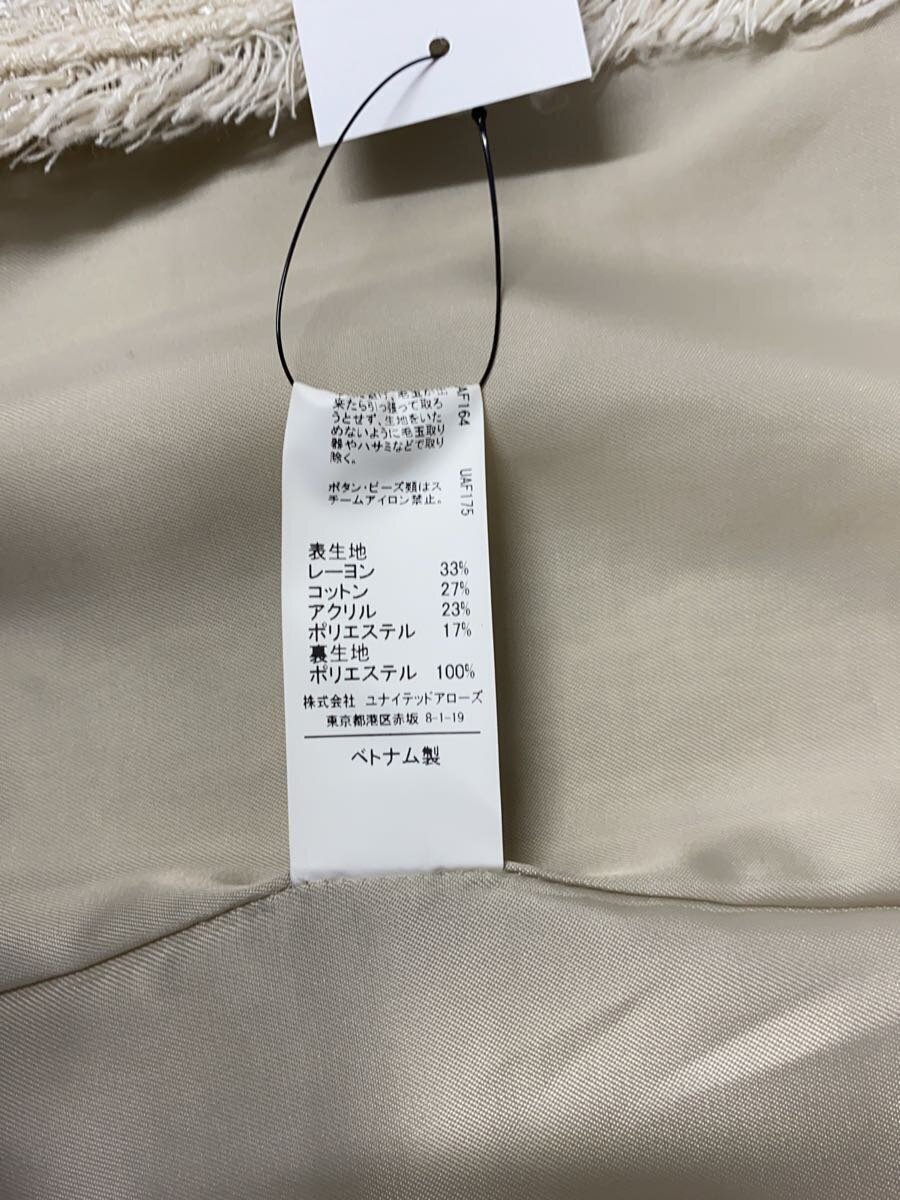 来たら引っ張って取ろ
うとせず、生地をいた
めないように毛玉取り
器やハサミなどで取り
除く。
ボタン・ビーズ類はス
チームアイロン禁止。
AF164
UAF175
表生地
レーヨン 33%
コットン 27%
アクリル 23%
ポリエステル 17%
裏生地
ポリエステル 100%
株式会社 ユナイテッドアローズ
東京都港区赤坂 8-1-19
ベトナム製